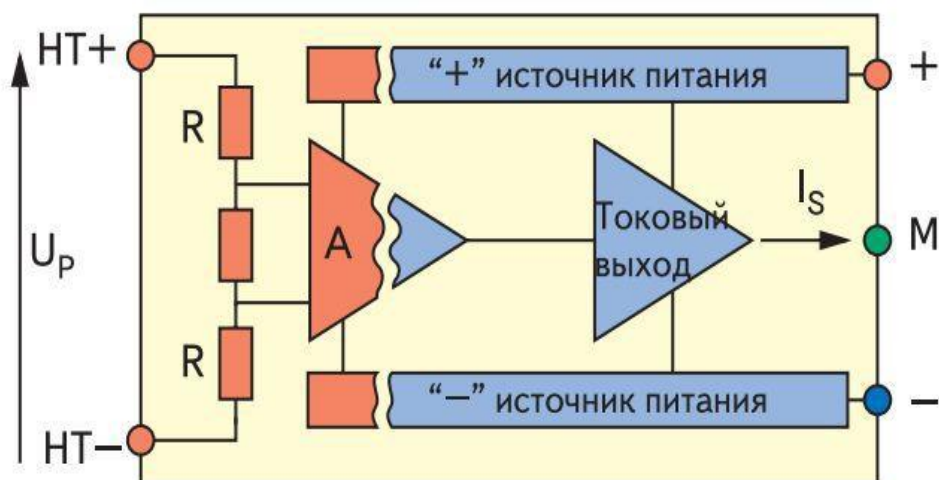 HT+
“+” источник питания
+
R
A
Токовый
выход
I_S
M
U_P
R
“–” источник питания
HT–
–